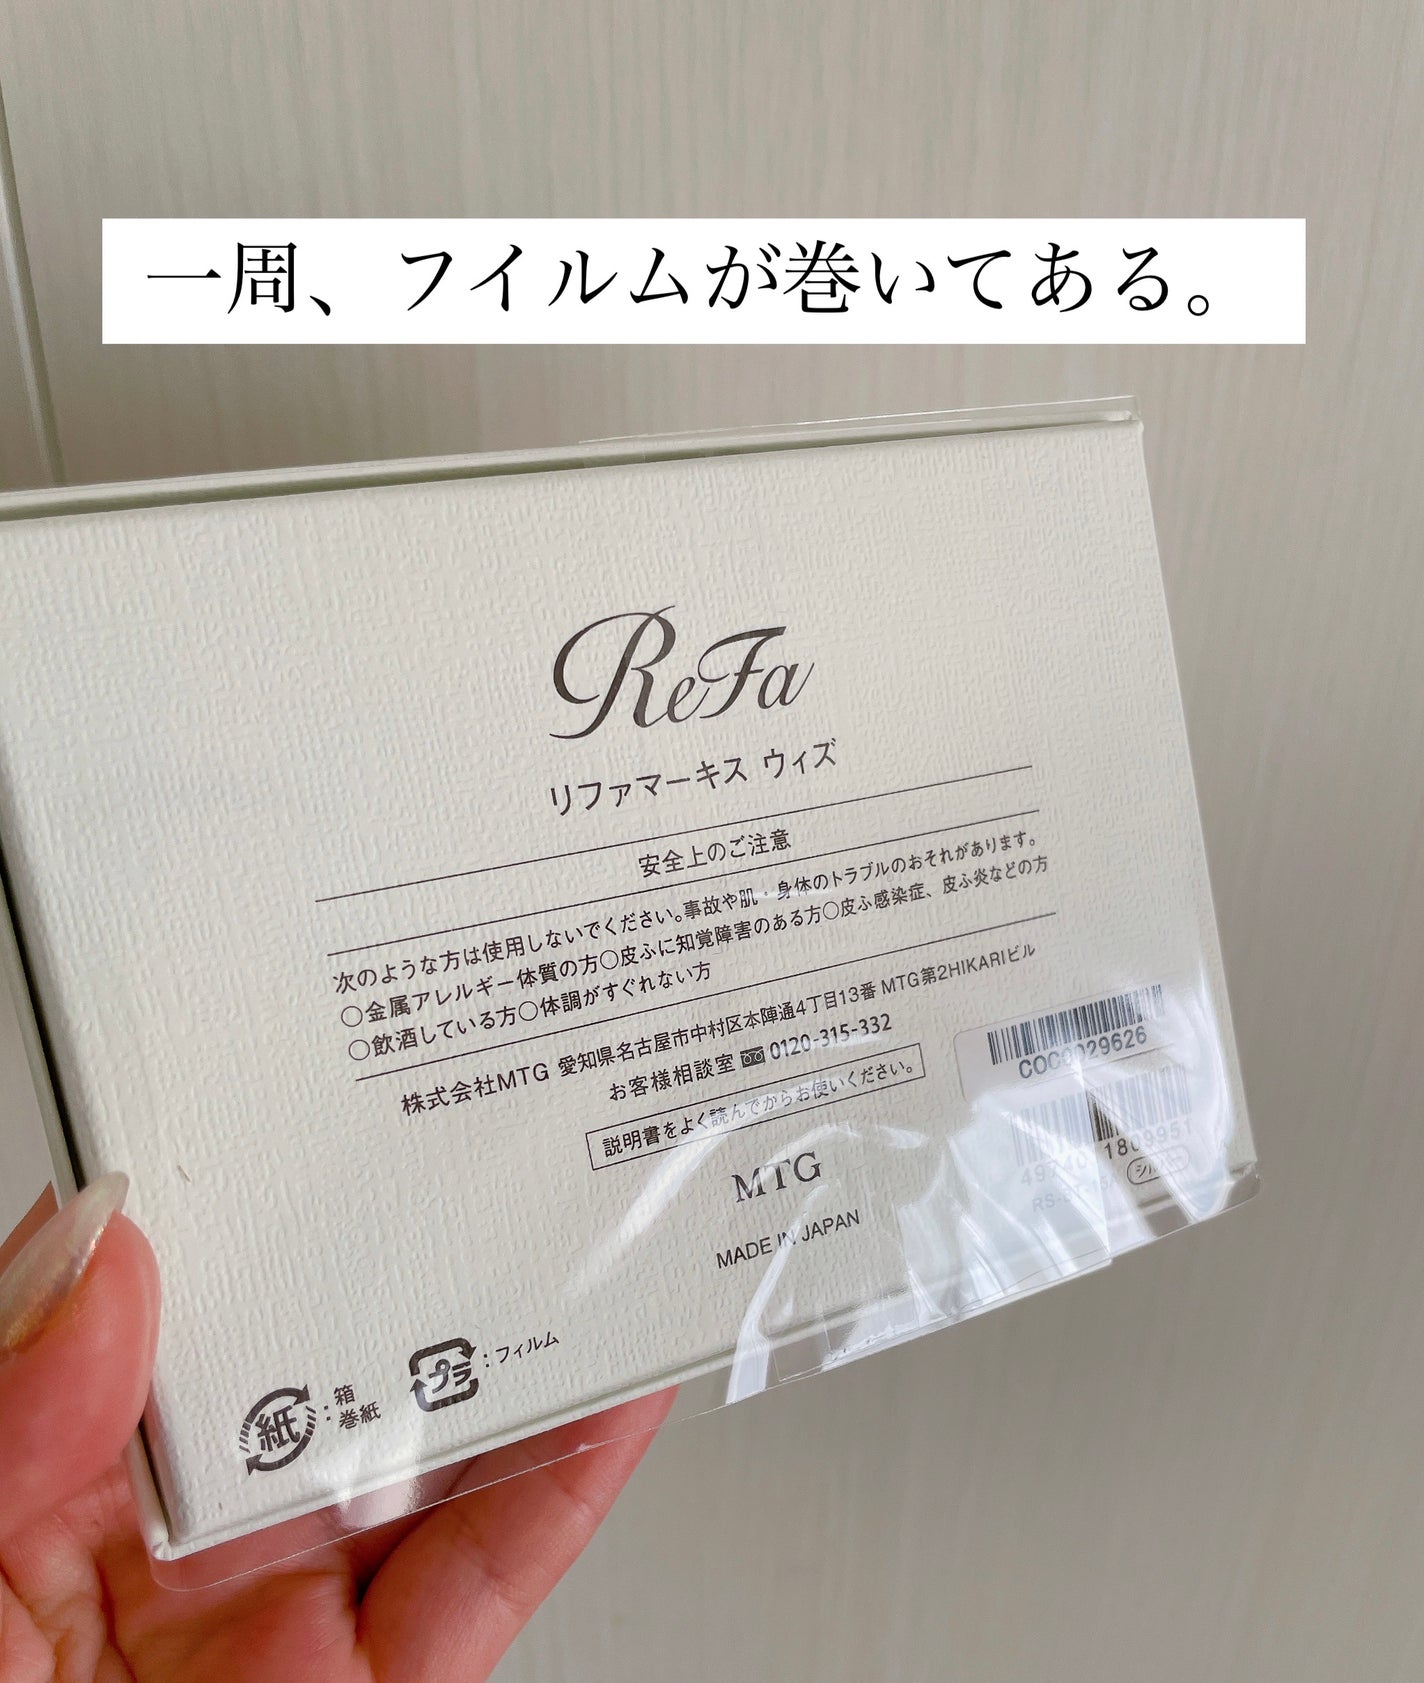 一周、フイルムが巻いてある。
ReFa
リファマーキス ウィズ
安全上のご注意
次のような方は使用しないでください。事故や肌・身体のトラブルのおそれがあります。
〇金属アレルギー体質の方〇皮ふに知覚障害のある方〇皮ふ感染症、皮ふ炎などの方
〇飲酒している方〇体調がすぐれない方
株式会社MTG 愛知県名古屋市中村区本陣通4丁目13番 MTG第2HIKARIビル
お客様相談室 0120-315-332
説明書をよく読んでからお使いください。
MTG
MADE IN JAPAN
シルバー
紙
:箱
巻紙
プラ
:フィルム